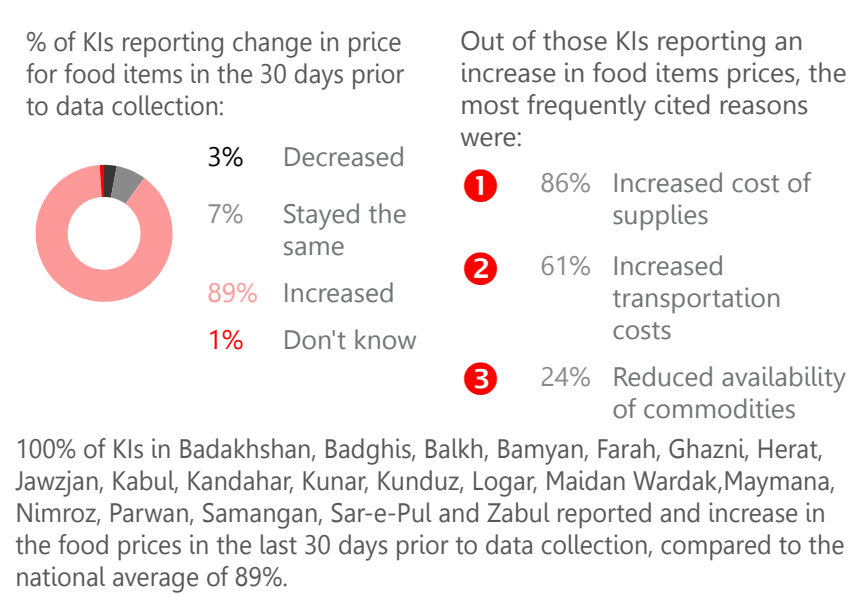 % of KIs reporting change in price
for food items in the 30 days prior
to data collection:
3% Decreased
7% Stayed the
same
89% Increased
1% Don't know
Out of those KIs reporting an
increase in food items prices, the
most frequently cited reasons
were:
1 86% Increased cost of
supplies
2 61% Increased
transportation
costs
3 24% Reduced availability
of commodities
100% of KIs in Badakhshan, Badghis, Balkh, Bamyan, Farah, Ghazni, Herat,
Jawzjan, Kabul, Kandahar, Kunar, Kunduz, Logar, Maidan Wardak,Maymana,
Nimroz, Parwan, Samangan, Sar-e-Pul and Zabul reported and increase in
the food prices in the last 30 days prior to data collection, compared to the
national average of 89%.